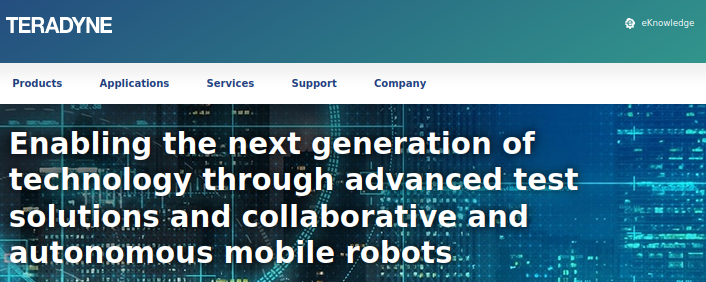 TERADYNE
eKnowledge
Products Applications Services Support Company
Enabling the next generation of
technology through advanced test
solutions and collaborative and
autonomous mobile robots